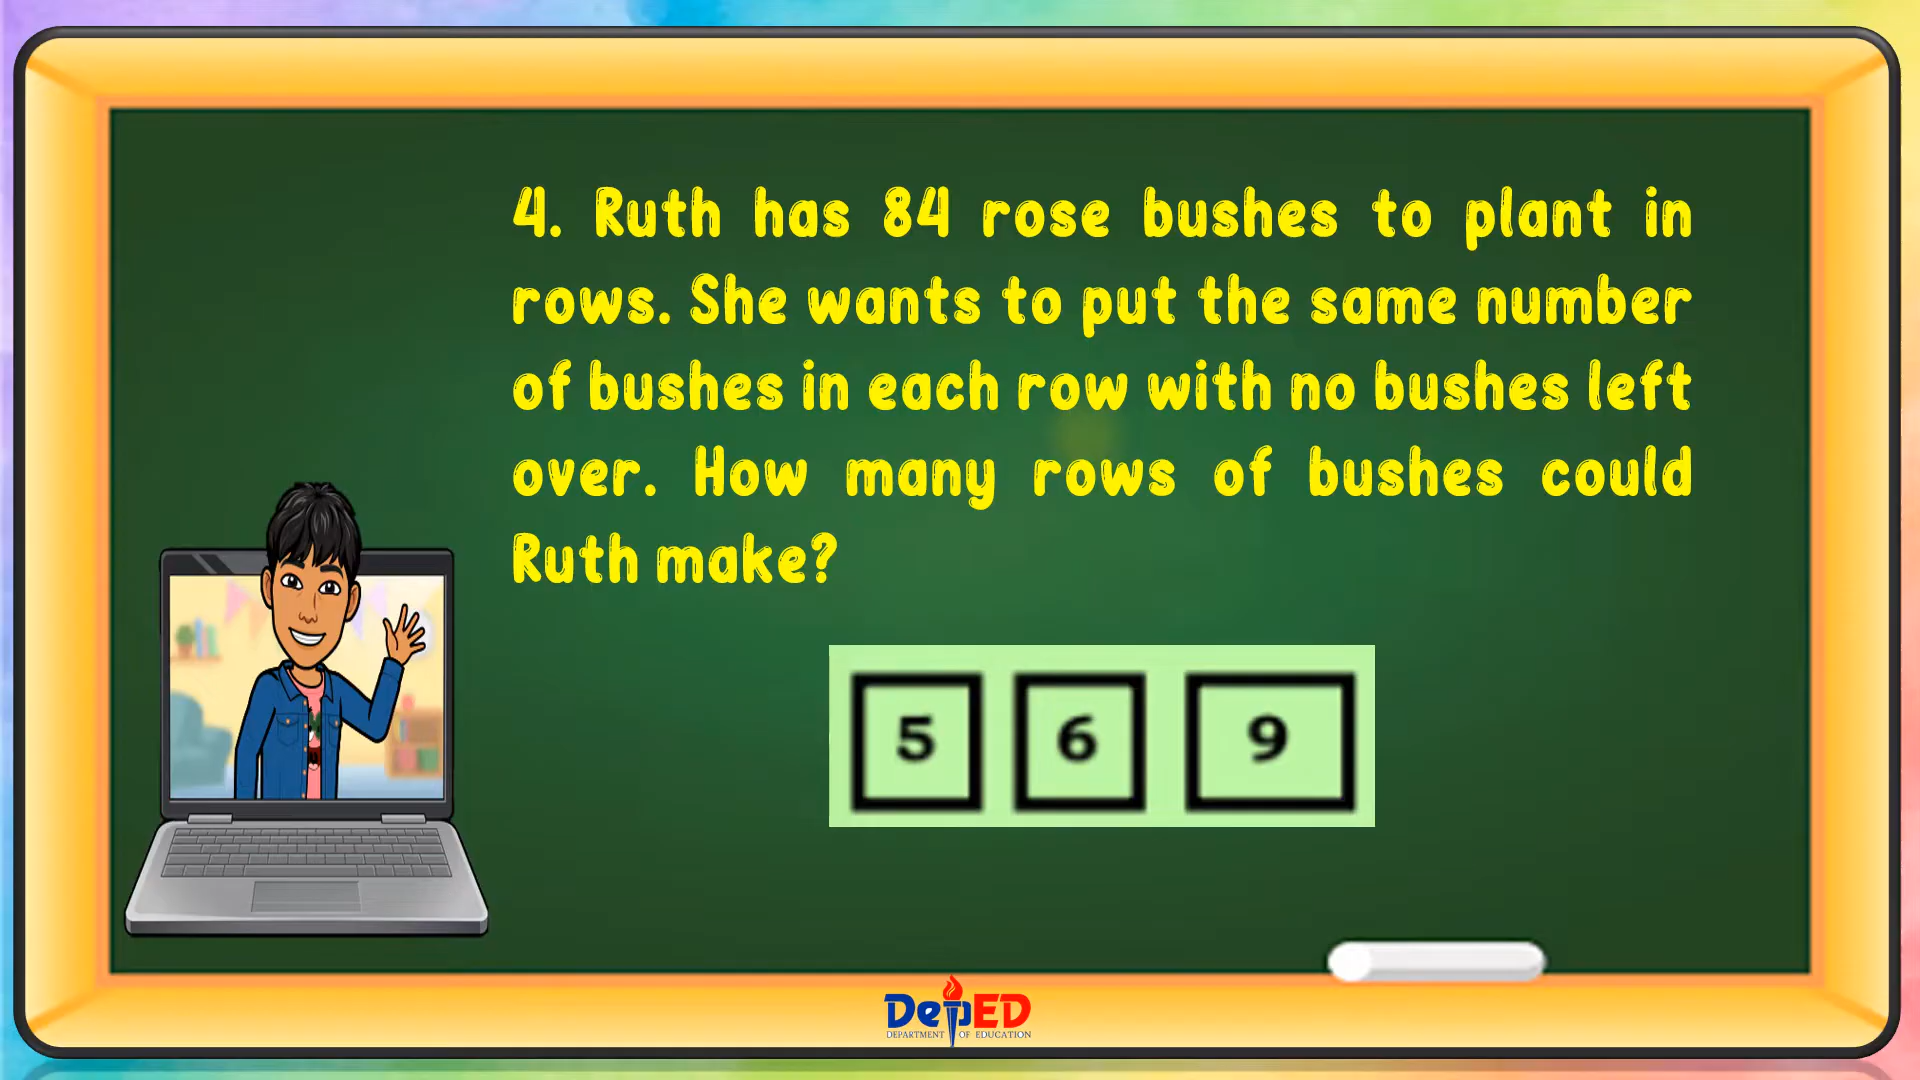 4. Ruth has 84 rose bushes to plant in
rows. She wants to put the same number
of bushes in each row with no bushes left
over. How many rows of bushes could
Ruth make?
5 6 9
DepED
DEPARTMENT OF EDUCATION